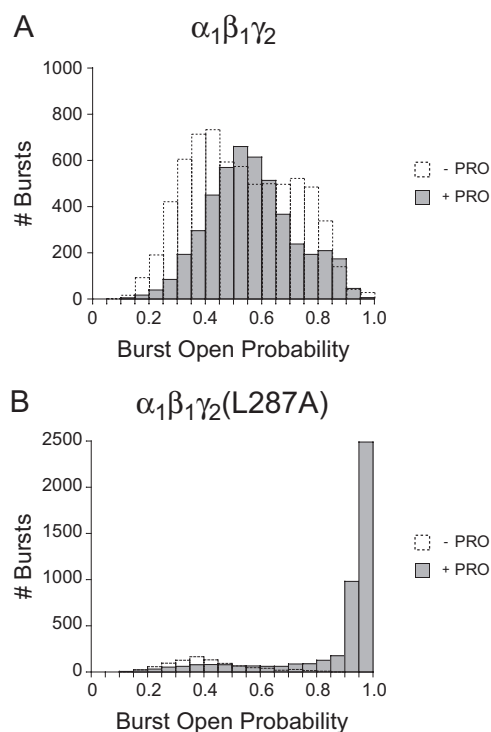 A
α1β1γ2
1000
800
600
400
200
0
# Bursts
0 0.2 0.4 0.6 0.8 1.0
Burst Open Probability
- PRO
+ PRO
B
α1β1γ2(L287A)
2500
2000
1500
1000
500
0
# Bursts
0 0.2 0.4 0.6 0.8 1.0
Burst Open Probability
- PRO
+ PRO